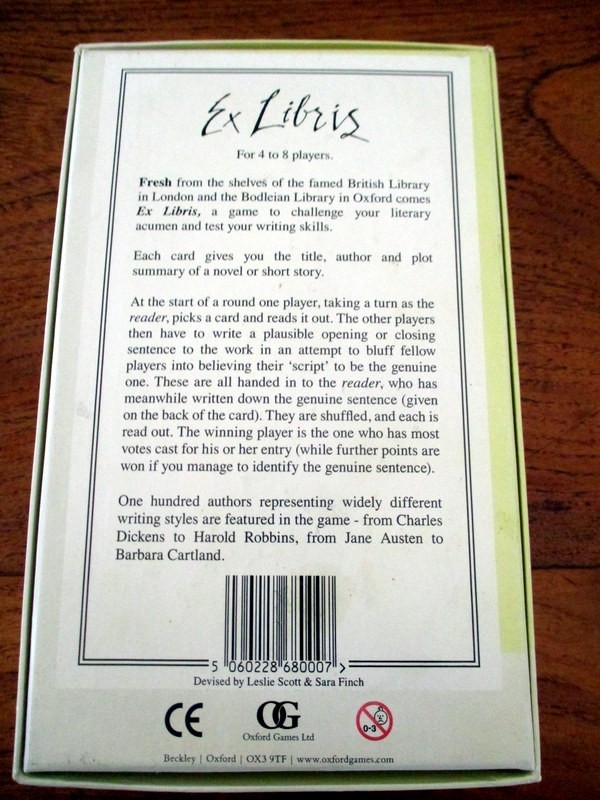 Ex Libris
For 4 to 8 players.
Fresh from the shelves of the famed British Library
in London and the Bodleian Library in Oxford comes
Ex Libris, a game to challenge your literary
acumen and test your writing skills.
Each card gives you the title, author and plot
summary of a novel or short story.
At the start of a round one player, taking a turn as the
reader, picks a card and reads it out. The other players
then have to write a plausible opening or closing
sentence to the work in an attempt to bluff fellow
players into believing their ‘script’ to be the genuine
one. These are all handed in to the reader, who has
meanwhile written down the genuine sentence (given
on the back of the card). They are shuffled, and each is
read out. The winning player is the one who has most
votes cast for his or her entry (while further points are
won if you manage to identify the genuine sentence).
One hundred authors representing widely different
writing styles are featured in the game - from Charles
Dickens to Harold Robbins, from Jane Austen to
Barbara Cartland.
5 060228 680007 >
Devised by Leslie Scott & Sara Finch
CE
OG
0-3
Oxford Games Ltd
Beckley | Oxford | OX3 9TF | www.oxfordgames.com